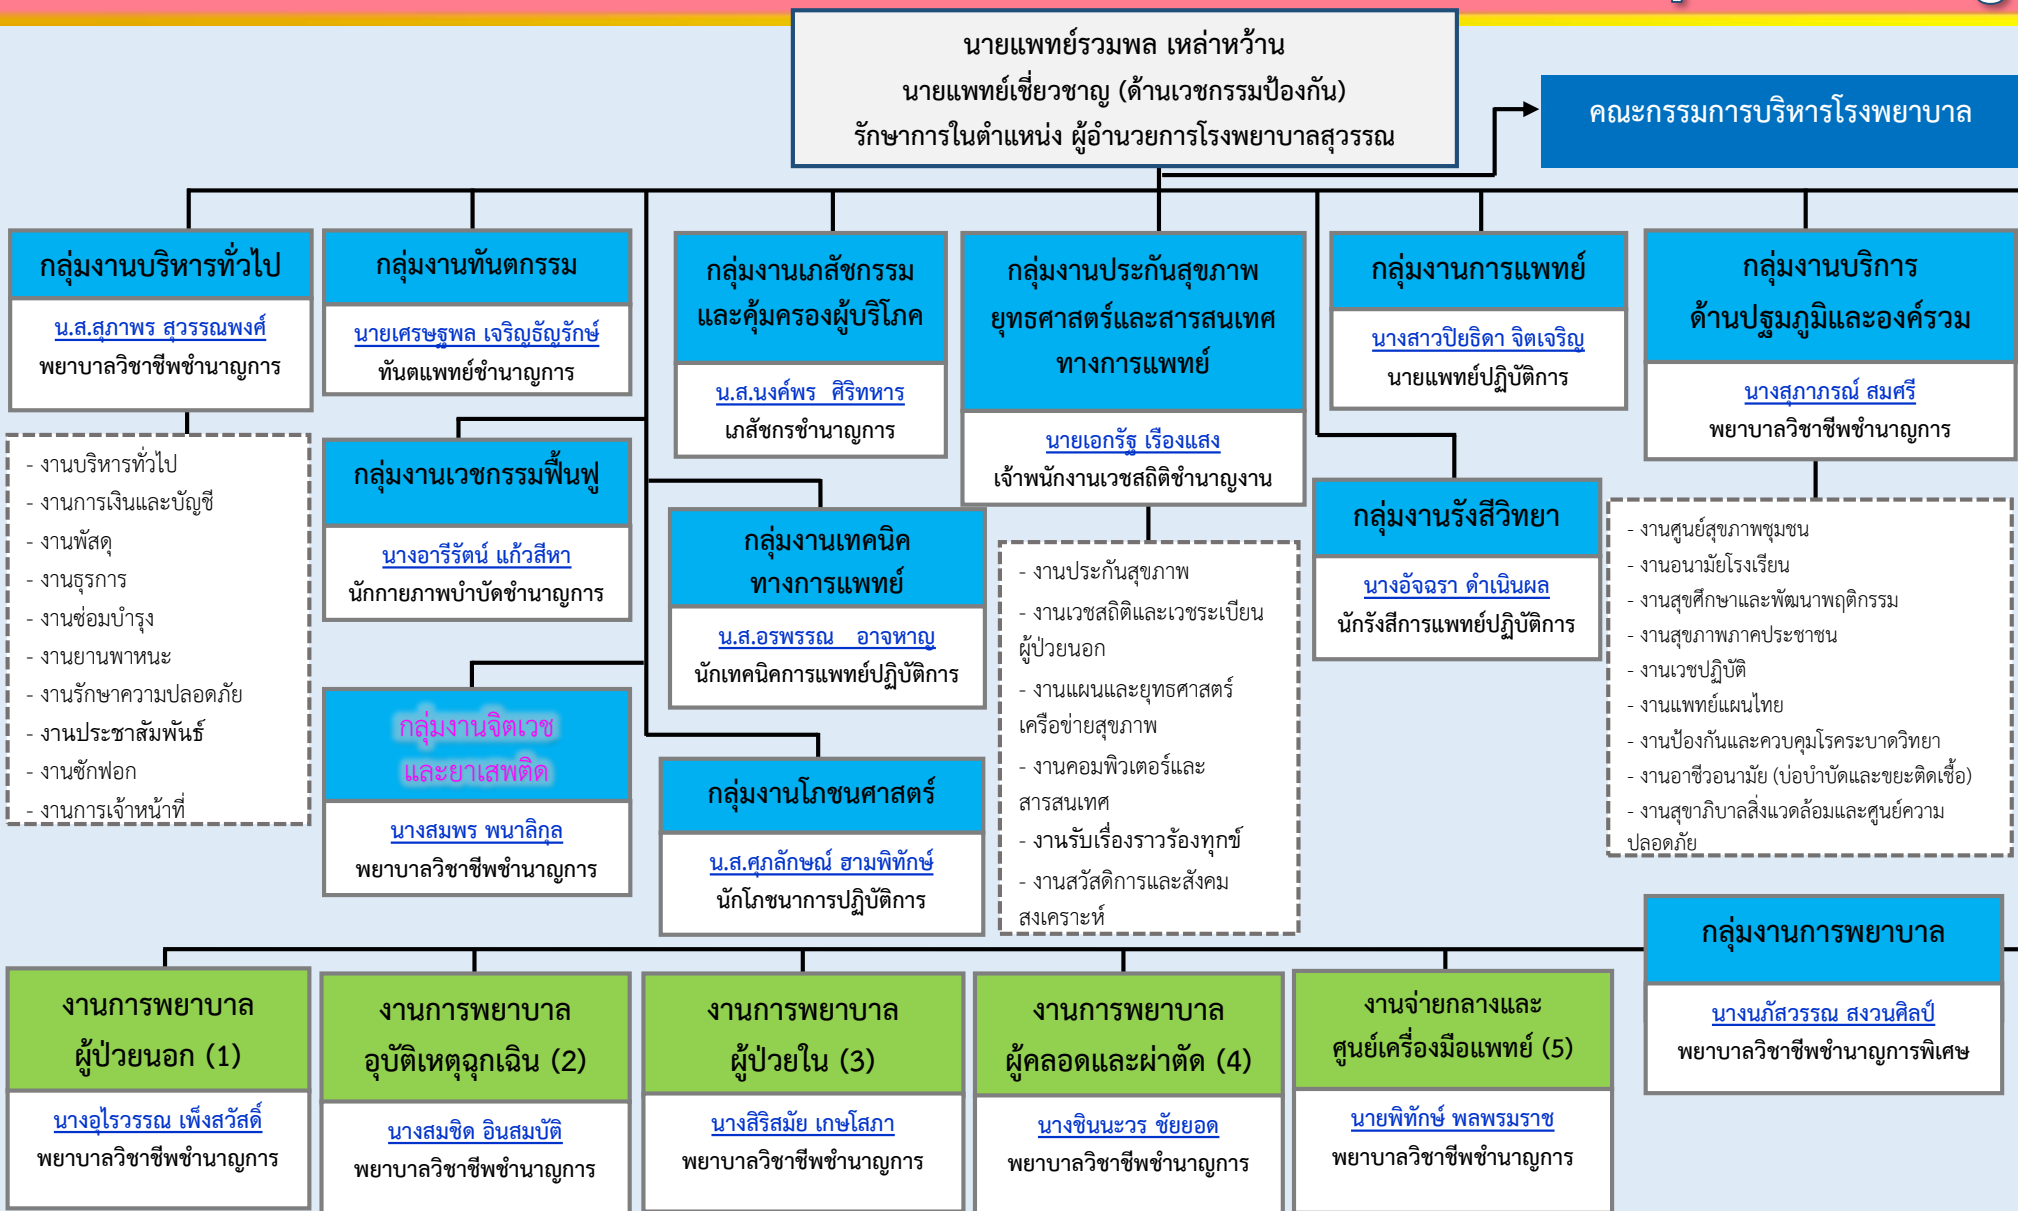 นายแพทย์รวมพล เหล่าหว้าน
นายแพทย์เชี่ยวชาญ (ด้านเวชกรรมป้องกัน)
รักษาการในตำแหน่ง ผู้อำนวยการโรงพยาบาลสุวรรณ
คณะกรรมการบริหารโรงพยาบาล
กลุ่มงานบริหารทั่วไป
น.ส.สุภาพร สุวรรณพงศ์
พยาบาลวิชาชีพชำนาญการ
- งานบริหารทั่วไป
- งานการเงินและบัญชี
- งานพัสดุ
- งานธุรการ
- งานซ่อมบำรุง
- งานยานพาหนะ
- งานรักษาความปลอดภัย
- งานประชาสัมพันธ์
- งานซักฟอก
- งานการเจ้าหน้าที่
กลุ่มงานทันตกรรม
นายเศรษฐพล เจริญธัญรักษ์
ทันตแพทย์ชำนาญการ
กลุ่มงานเวชกรรมฟื้นฟู
นางอารีรัตน์ แก้วสีหา
นักกายภาพบำบัดชำนาญการ
กลุ่มงานจิตเวช
และยาเสพติด
นางสมพร พนาลิกุล
พยาบาลวิชาชีพชำนาญการ
กลุ่มงานเภสัชกรรม
และคุ้มครองผู้บริโภค
น.ส.นงค์พร ศิริทหาร
เภสัชกรชำนาญการ
กลุ่มงานเทคนิค
ทางการแพทย์
น.ส.อรพรรณ อาจหาญ
นักเทคนิคการแพทย์ปฏิบัติการ
กลุ่มงานโภชนศาสตร์
น.ส.ศุภลักษณ์ ฮามพิทักษ์
นักโภชนาการปฏิบัติการ
กลุ่มงานประกันสุขภาพ
ยุทธศาสตร์และสารสนเทศ
ทางการแพทย์
นายเอกรัฐ เรืองแสง
เจ้าพนักงานเวชสถิติชำนาญงาน
- งานประกันสุขภาพ
- งานเวชสถิติและเวชระเบียน
ผู้ป่วยนอก
- งานแผนและยุทธศาสตร์
เครือข่ายสุขภาพ
- งานคอมพิวเตอร์และ
สารสนเทศ
- งานรับเรื่องราวร้องทุกข์
- งานสวัสดิการและสังคม
สงเคราะห์
กลุ่มงานการแพทย์
นางสาวปิยธิดา จิตเจริญ
นายแพทย์ปฏิบัติการ
กลุ่มงานรังสีวิทยา
นางอัจฉรา ดำเนินผล
นักรังสีการแพทย์ปฏิบัติการ
กลุ่มงานบริการ
ด้านปฐมภูมิและองค์รวม
นางสุภาภรณ์ สมศรี
พยาบาลวิชาชีพชำนาญการ
- งานศูนย์สุขภาพชุมชน
- งานอนามัยโรงเรียน
- งานสุขศึกษาและพัฒนาพฤติกรรม
- งานสุขภาพภาคประชาชน
- งานเวชปฏิบัติ
- งานแพทย์แผนไทย
- งานป้องกันและควบคุมโรคระบาดวิทยา
- งานอาชีวอนามัย (บ่อบำบัดและขยะติดเชื้อ)
- งานสุขาภิบาลสิ่งแวดล้อมและศูนย์ความ
ปลอดภัย
กลุ่มงานการพยาบาล
นางนภัสวรรณ สงวนศิลป์
พยาบาลวิชาชีพชำนาญการพิเศษ
งานการพยาบาล
ผู้ป่วยนอก (1)
นางอุไรวรรณ เพ็งสวัสดิ์
พยาบาลวิชาชีพชำนาญการ
งานการพยาบาล
อุบัติเหตุฉุกเฉิน (2)
นางสมชิด อินสมบัติ
พยาบาลวิชาชีพชำนาญการ
งานการพยาบาล
ผู้ป่วยใน (3)
นางสิริสมัย เกษโสภา
พยาบาลวิชาชีพชำนาญการ
งานการพยาบาล
ผู้คลอดและผ่าตัด (4)
นางชินนะวร ชัยยอด
พยาบาลวิชาชีพชำนาญการ
งานจ่ายกลางและ
ศูนย์เครื่องมือแพทย์ (5)
นายพิทักษ์ พลพรมราช
พยาบาลวิชาชีพชำนาญการ